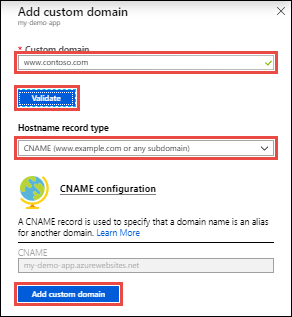 Add custom domain
my demo app
* Custom domain
www.contoso.com
Validate
Hostname record type
CNAME (www.example.com or any subdomain)
CNAME configuration
A CNAME record is used to specify that a domain name is an alias
for another domain. Learn More
CNAME
my-demo-app.azurewebsites.net
Add custom domain